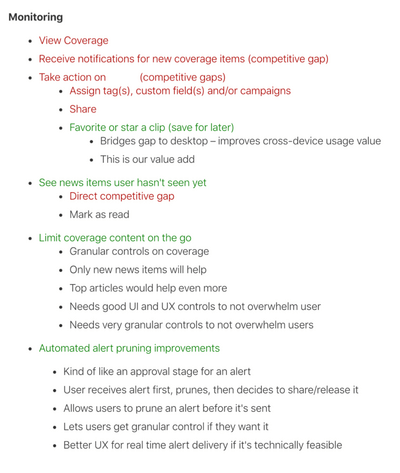 Monitoring
View Coverage
Receive notifications for new coverage items (competitive gap)
Take action on (competitive gaps)
Assign tag(s), custom field(s) and/or campaigns
Share
Favorite or star a clip (save for later)
Bridges gap to desktop – improves cross-device usage value
This is our value add
See news items user hasn't seen yet
Direct competitive gap
Mark as read
Limit coverage content on the go
Granular controls on coverage
Only new news items will help
Top articles would help even more
Needs good UI and UX controls to not overwhelm user
Needs very granular controls to not overwhelm users
Automated alert pruning improvements
Kind of like an approval stage for an alert
User receives alert first, prunes, then decides to share/release it
Allows users to prune an alert before it's sent
Lets users get granular control if they want it
Better UX for real time alert delivery if it's technically feasible